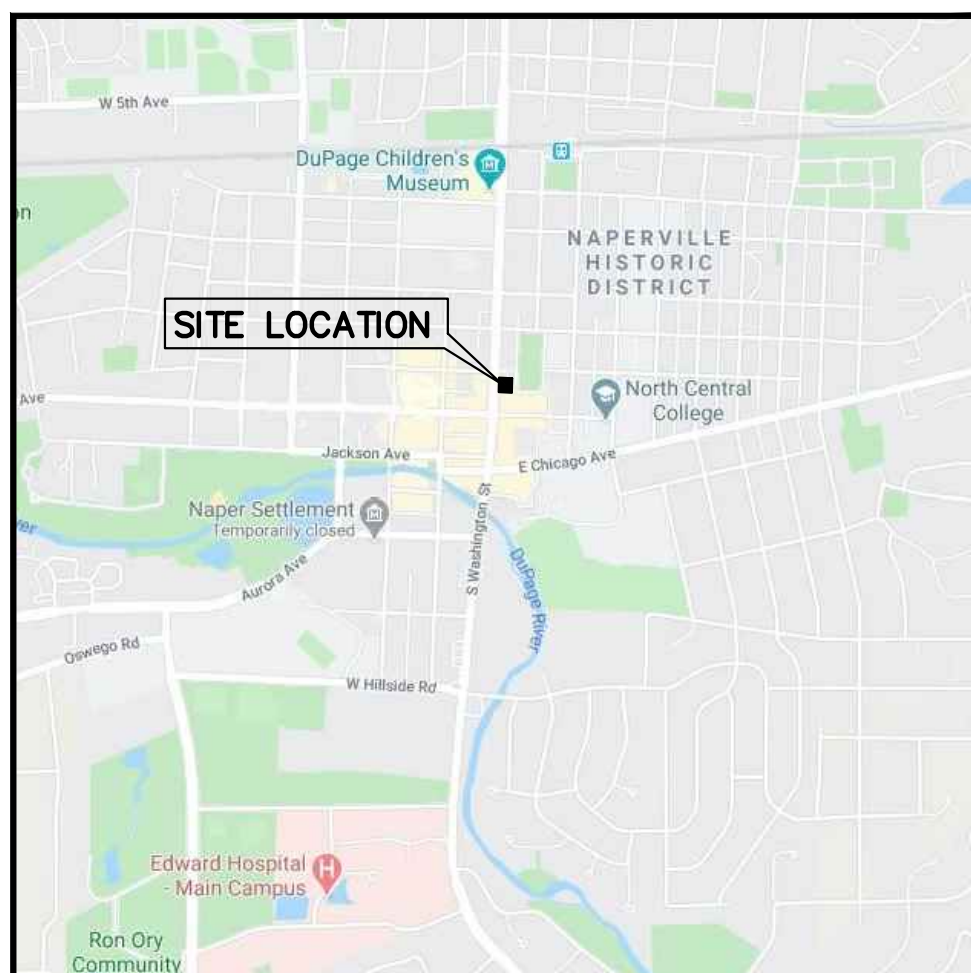 W 5th Ave
DuPage Children's
Museum
on
NAPERVILLE
HISTORIC
DISTRICT
SITE LOCATION
North Central
College
Ave
Jackson Ave
E Chicago Ave
Naper Settlement
Temporarily closed
S Washington St
ver
Aurora Ave
DuPage River
Oswego Rd
W Hillside Rd
Edward Hospital
- Main Campus
H
Ron Ory
Community